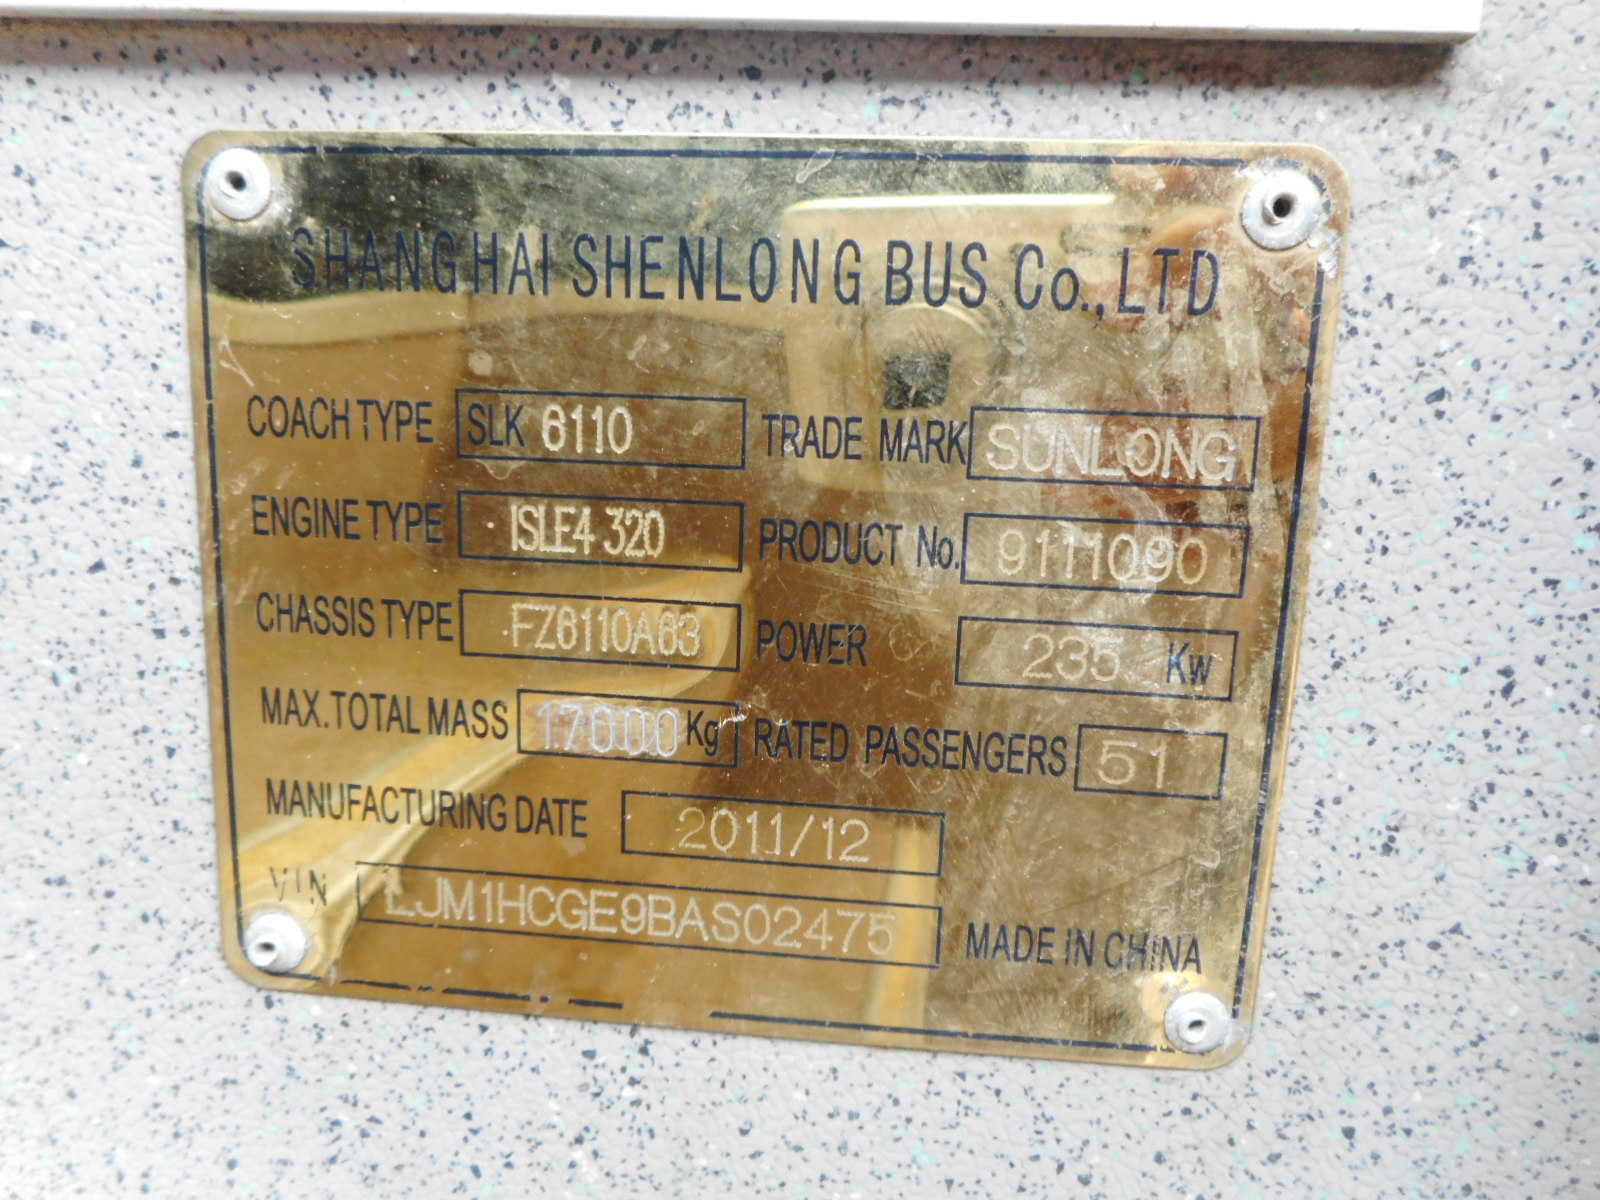 SHANGHAI SHENLONG BUS Co.,LTD
COACH TYPE SLK 6110 TRADE MARK SUNLONG
ENGINE TYPE ISLE4 320 PRODUCT No. 9111090
CHASSIS TYPE FZ6110A63 POWER 235 Kw
MAX.TOTAL MASS 17000 Kg RATED PASSENGERS 51
MANUFACTURING DATE 2011/12
VIN LJM1HCGE9BAS02475 MADE IN CHINA